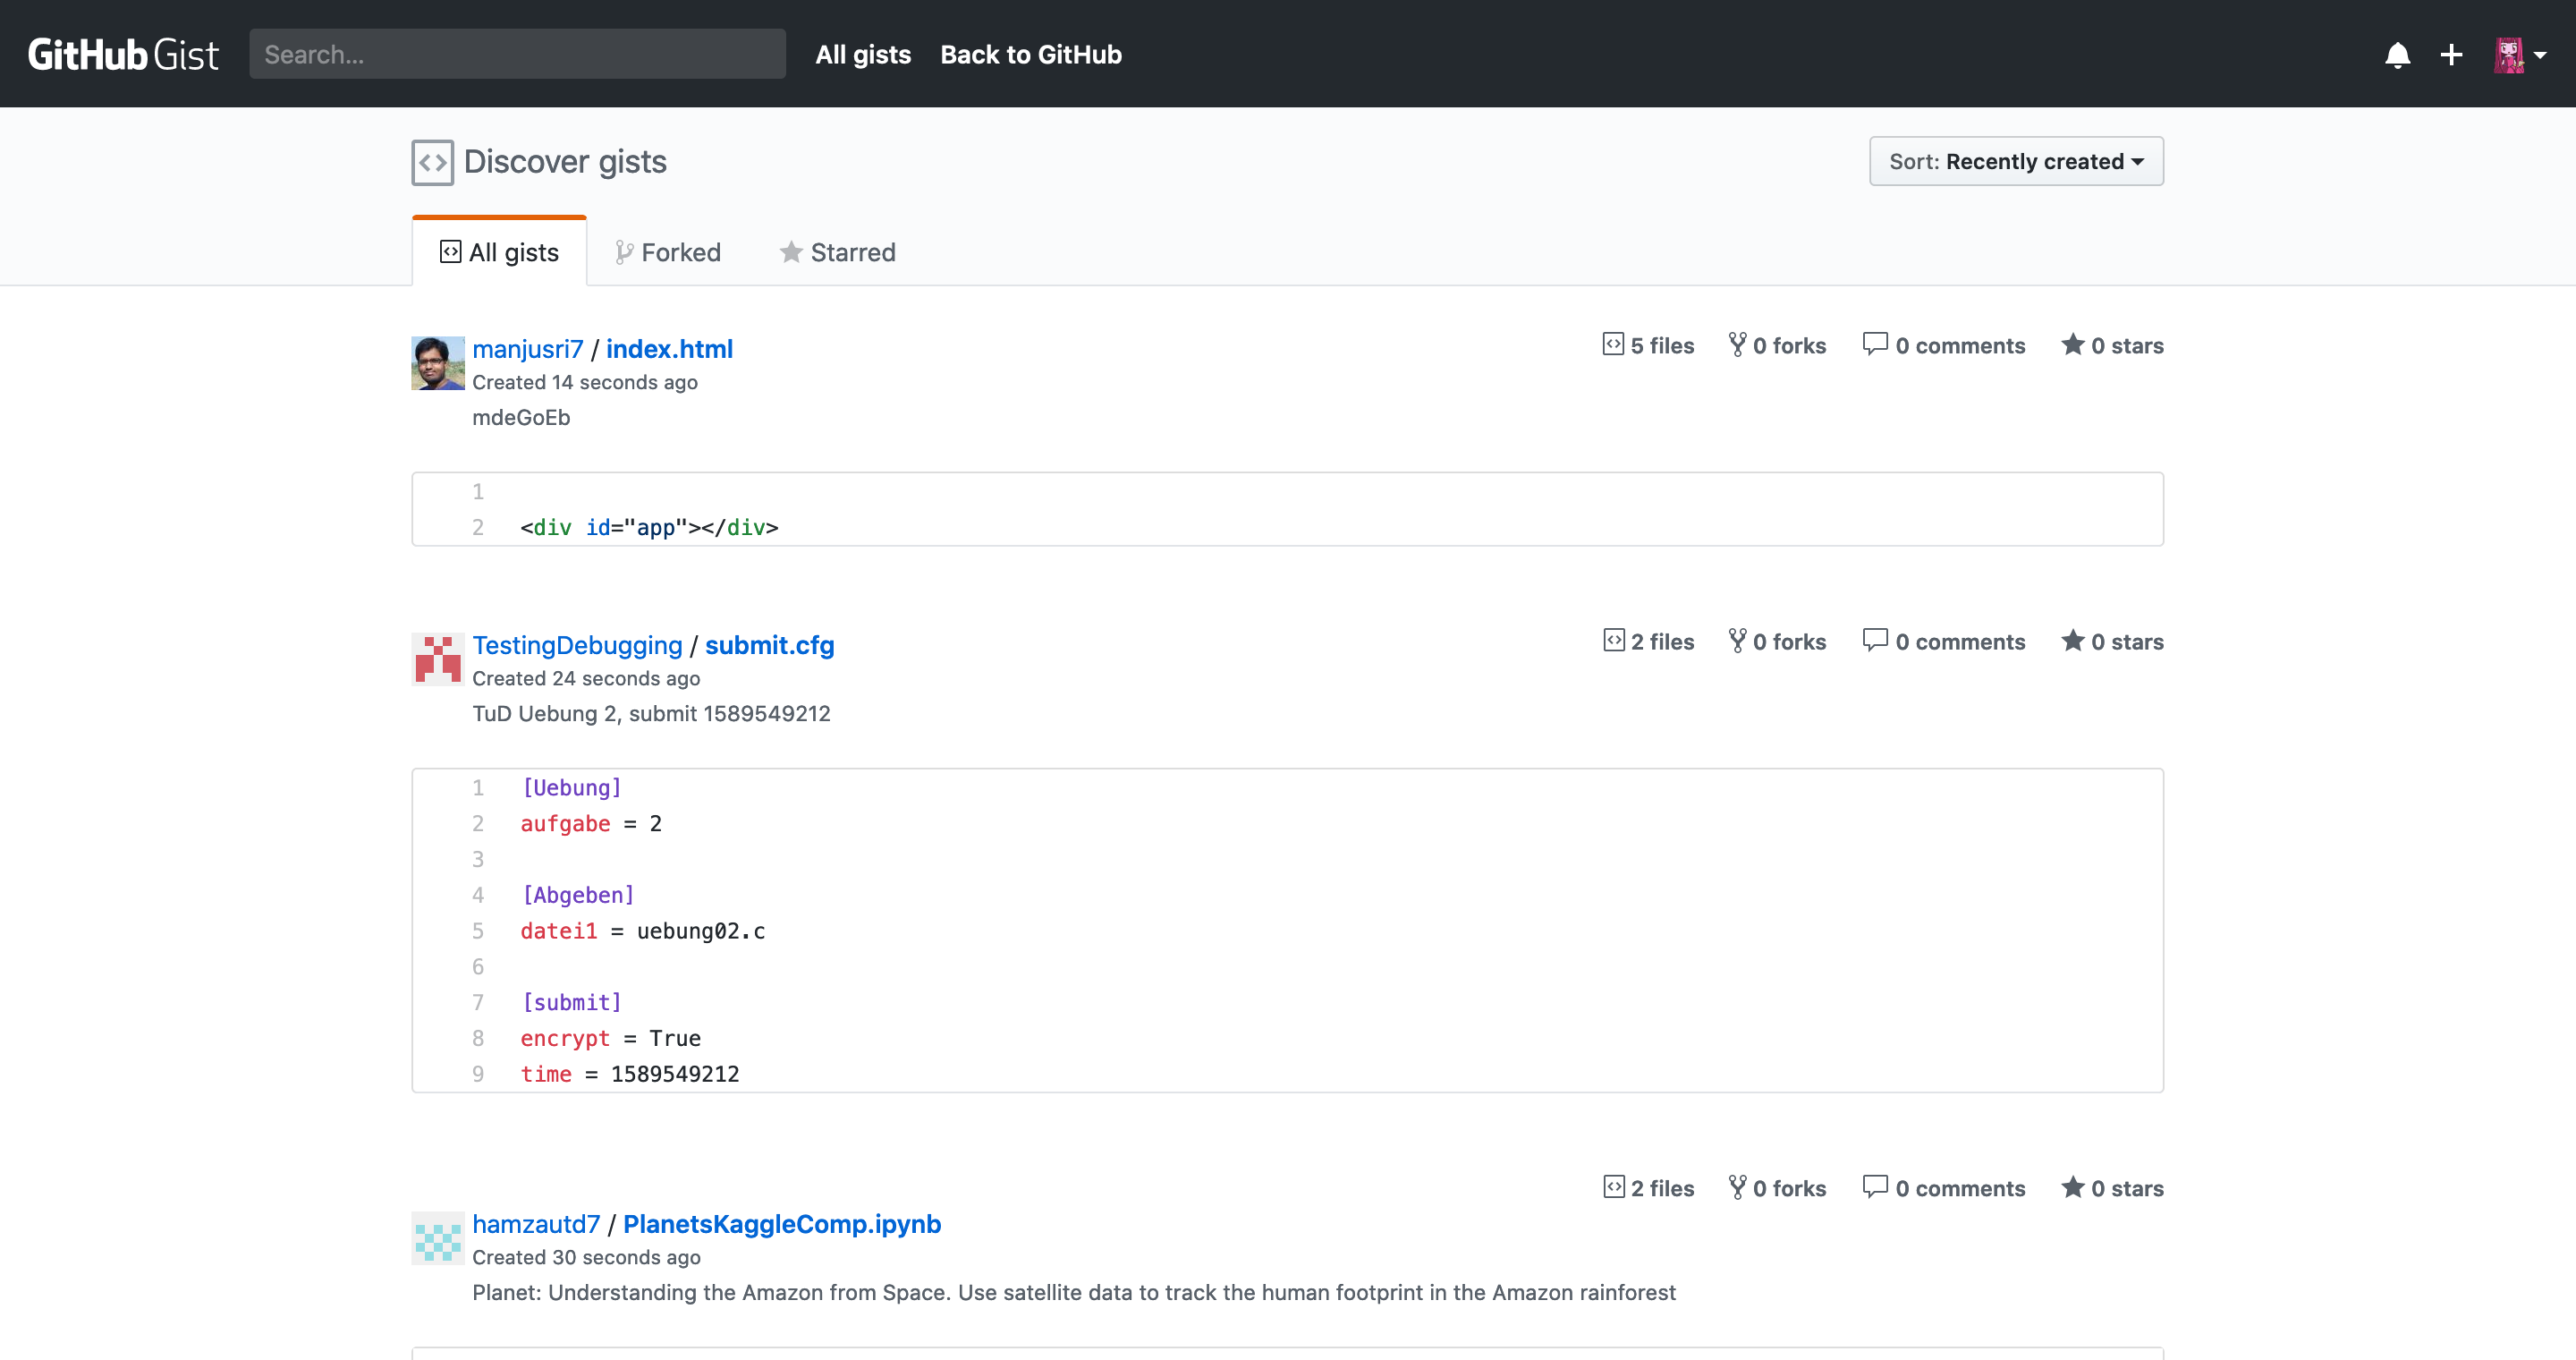 GitHub Gist Search... All gists Back to GitHub
Discover gists
Sort: Recently created
All gists Forked Starred
manjusri7 / index.html
5 files 0 forks 0 comments 0 stars
Created 14 seconds ago
mdeGoEb
1
2 <div id="app"></div>
TestingDebugging / submit.cfg
2 files 0 forks 0 comments 0 stars
Created 24 seconds ago
TuD Uebung 2, submit 1589549212
1 [Uebung]
2 aufgabe = 2
3
4 [Abgeben]
5 datei1 = uebung02.c
6
7 [submit]
8 encrypt = True
9 time = 1589549212
2 files 0 forks 0 comments 0 stars
hamzautd7 / PlanetsKaggleComp.ipynb
Created 30 seconds ago
Planet: Understanding the Amazon from Space. Use satellite data to track the human footprint in the Amazon rainforest